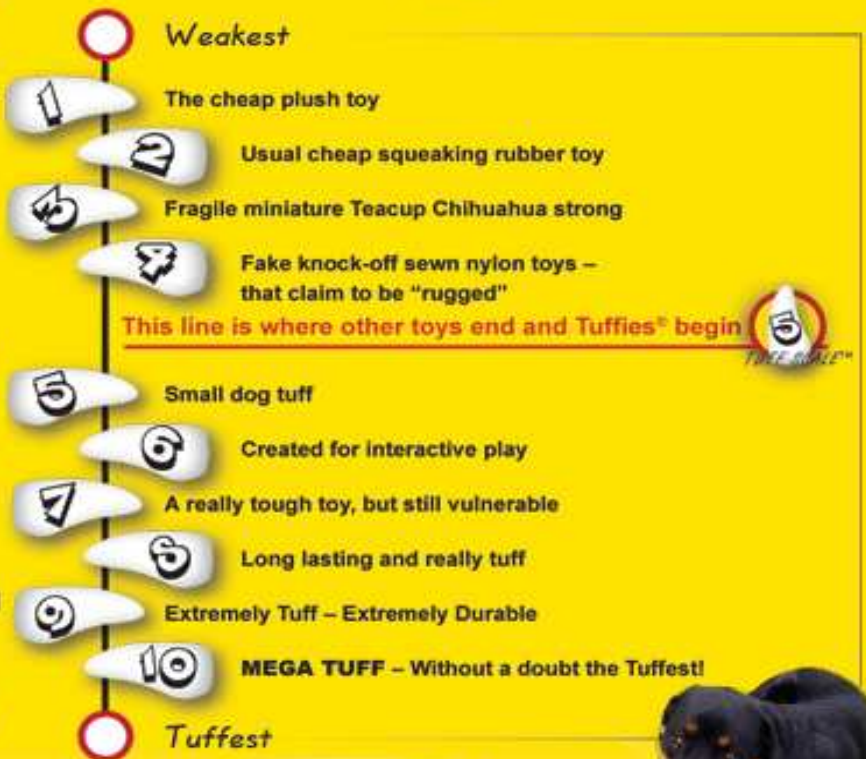 Weakest
1 The cheap plush toy
2 Usual cheap squeaking rubber toy
3 Fragile miniature Teacup Chihuahua strong
4 Fake knock-off sewn nylon toys –
that claim to be “rugged”
This line is where other toys end and Tuffies® begin
5
TUFF SCALE™
5 Small dog tuff
6 Created for interactive play
7 A really tough toy, but still vulnerable
8 Long lasting and really tuff
9 Extremely Tuff – Extremely Durable
10 MEGA TUFF – Without a doubt the Tuffest!
Tuffest